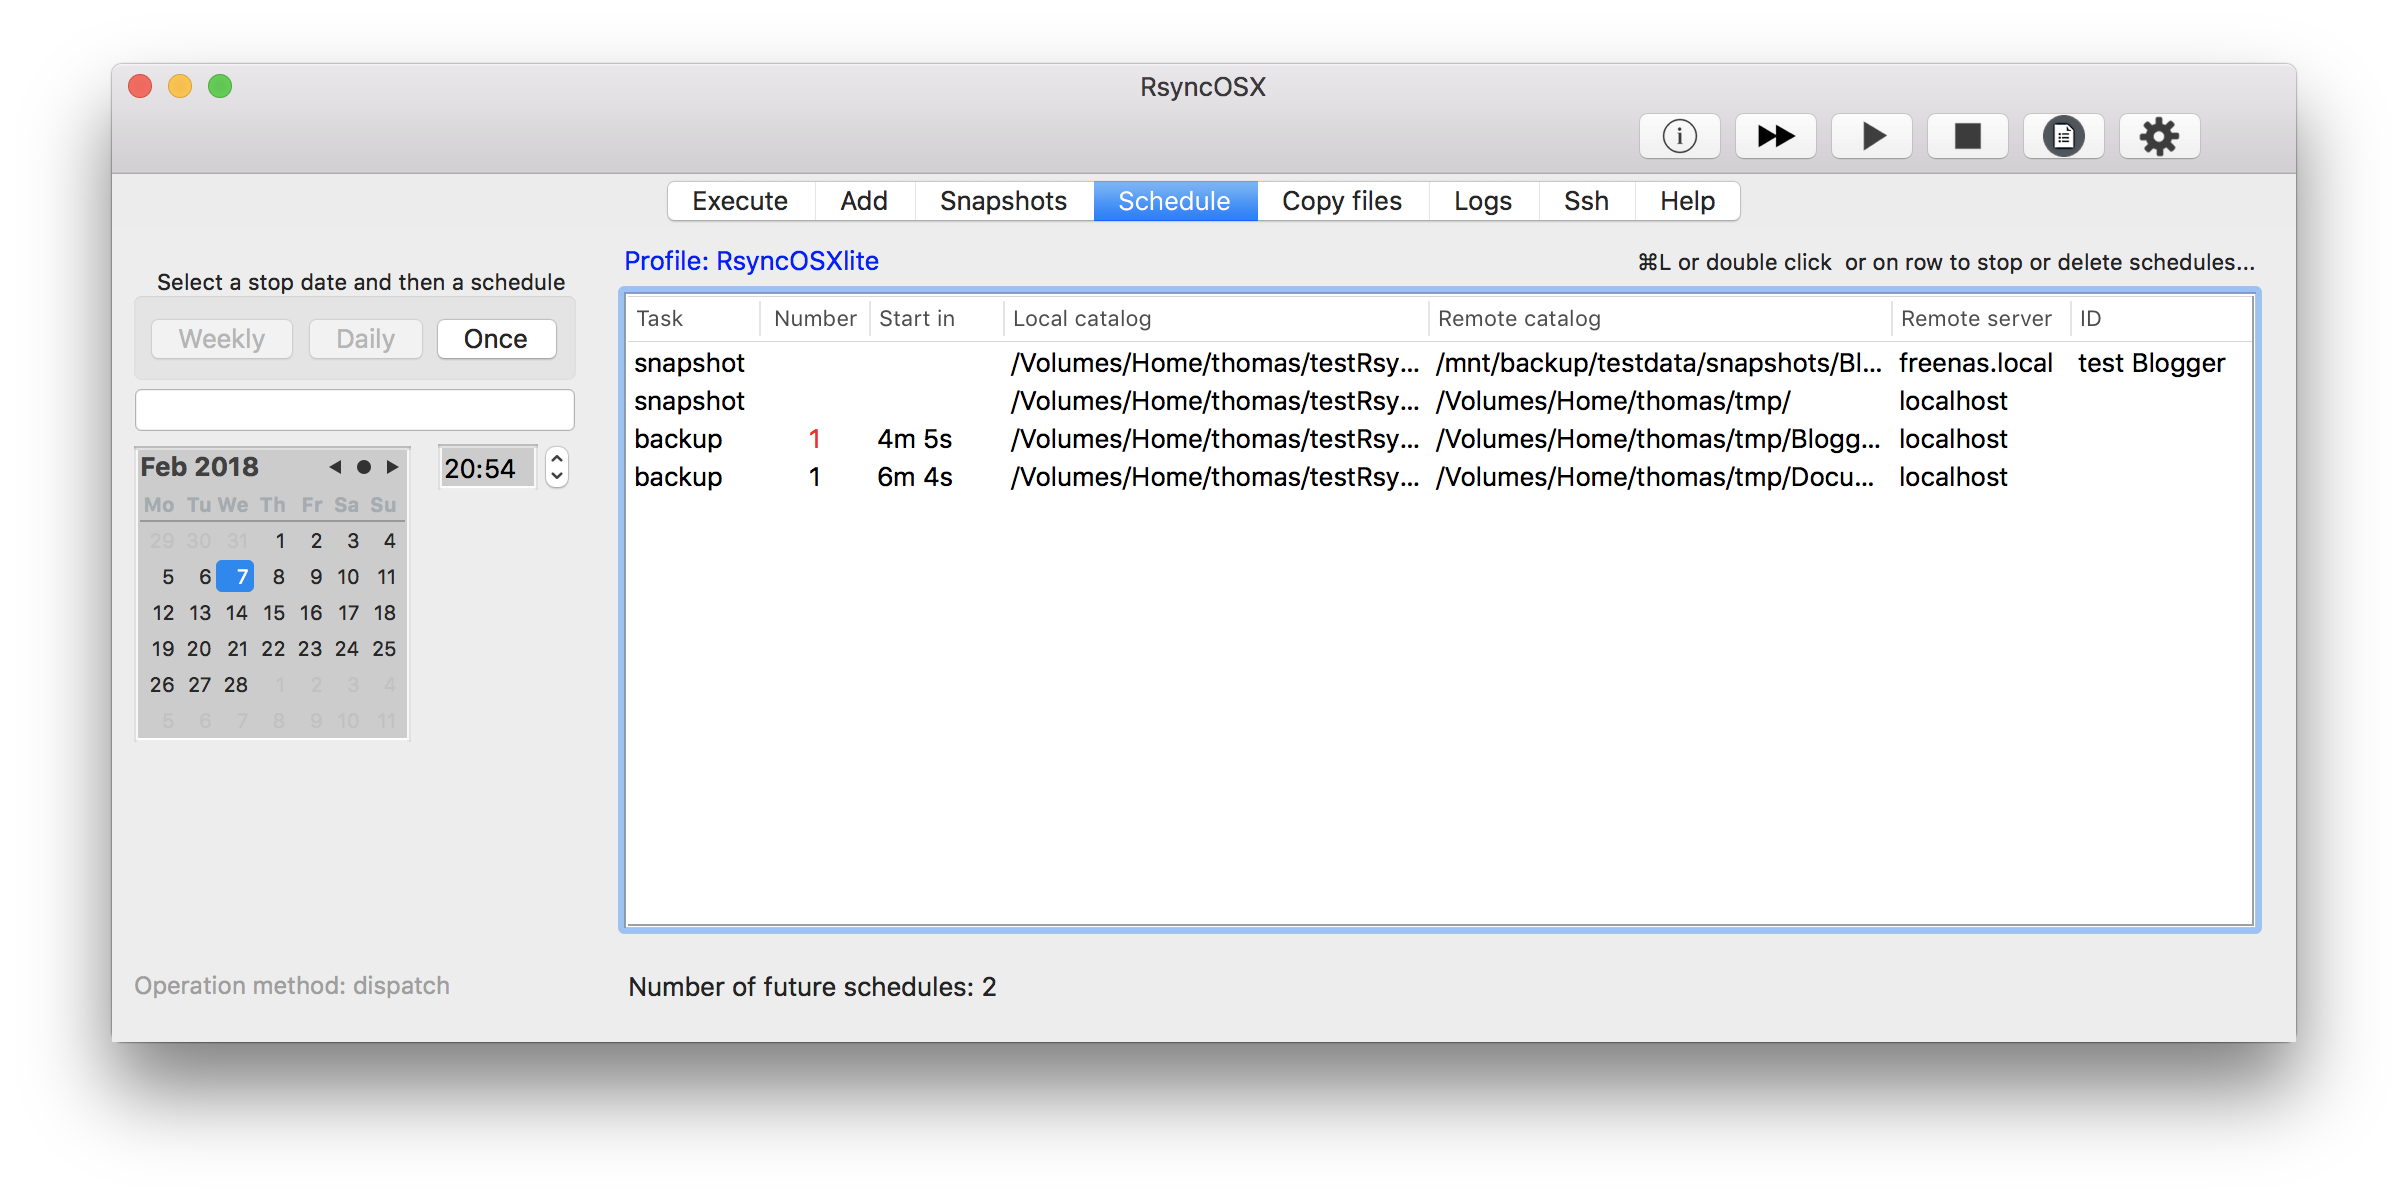 RsyncOSX
Execute Add Snapshots Schedule Copy files Logs Ssh Help
Profile: RsyncOSXlite
⌘L or double click or on row to stop or delete schedules...
Select a stop date and then a schedule
Weekly Daily Once
Feb 2018
20:54
Mo Tu We Th Fr Sa Su
29 30 31 1 2 3 4
5 6 7 8 9 10 11
12 13 14 15 16 17 18
19 20 21 22 23 24 25
26 27 28 1 2 3 4
5 6 7 8 9 10 11
Task Number Start in Local catalog Remote catalog Remote server ID
snapshot /Volumes/Home/thomas/testRsy... /mnt/backup/testdata/snapshots/Bl... freenas.local test Blogger
snapshot /Volumes/Home/thomas/testRsy... /Volumes/Home/thomas/tmp/ localhost
backup 1 4m 5s /Volumes/Home/thomas/testRsy... /Volumes/Home/thomas/tmp/Blogg... localhost
backup 1 6m 4s /Volumes/Home/thomas/testRsy... /Volumes/Home/thomas/tmp/Docu... localhost
Operation method: dispatch
Number of future schedules: 2